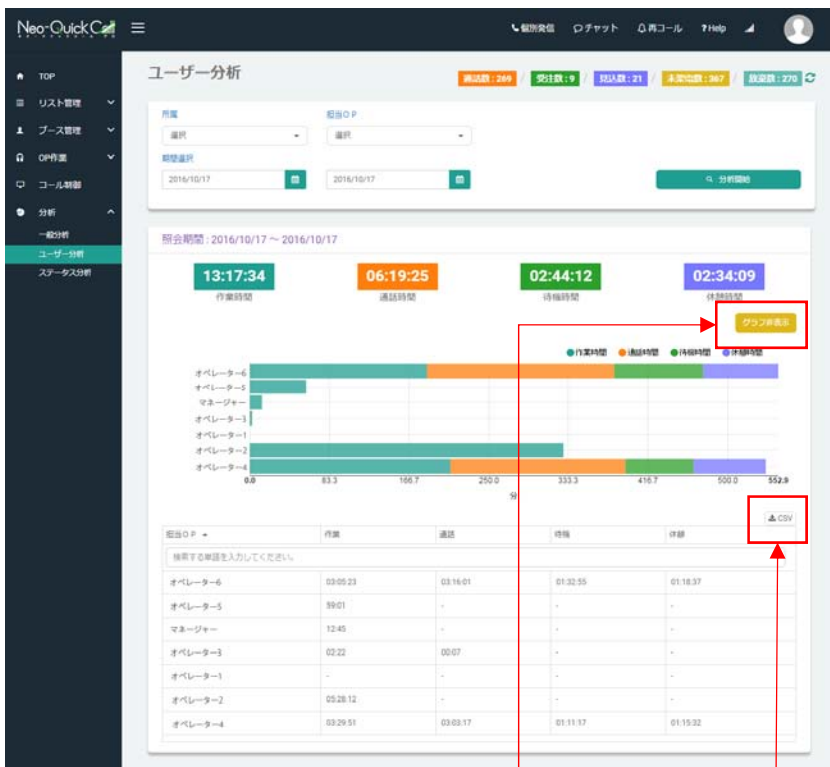 Neo-QuickCall
個別発信 チャット 再コール ?Help
TOP
リスト管理
ブース管理
OP作業
コール制御
分析
一般分析
ユーザー分析
ステータス分析
ユーザー分析
通話数 : 269 / 受注数 : 9 / 見込数 : 21 / 未架電数 : 367 / 放棄数 : 270
所属 担当OP
選択 選択
期間選択
2016/10/17 2016/10/17 分析開始
照会期間 : 2016/10/17 ~ 2016/10/17
13:17:34 06:19:25 02:44:12 02:34:09
作業時間 通話時間 待機時間 休憩時間
グラフ非表示
作業時間 通話時間 待機時間 休憩時間
オペレーター6
オペレーター5
マネージャー
オペレーター3
オペレーター1
オペレーター2
オペレーター4
0.0 83.3 166.7 250.0 333.3 416.7 500.0 552.9
分
CSV
担当OP 作業 通話 待機 休憩
検索する単語を入力してください。
オペレーター6 03:05:23 03:16:01 01:32:55 01:18:37
オペレーター5 59:01 - - -
マネージャー 12:45 - - -
オペレーター3 02:22 00:07 - -
オペレーター1 - - - -
オペレーター2 05:28:12 - - -
オペレーター4 03:29:51 03:03:17 01:11:17 01:15:32